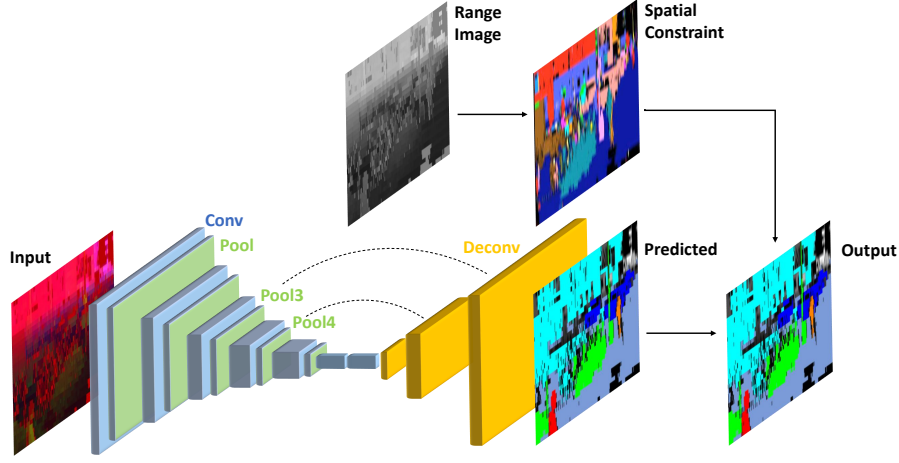 Range
Image
Spatial
Constraint
Conv
Pool
Input
Deconv
Predicted
Output
Pool3
Pool4